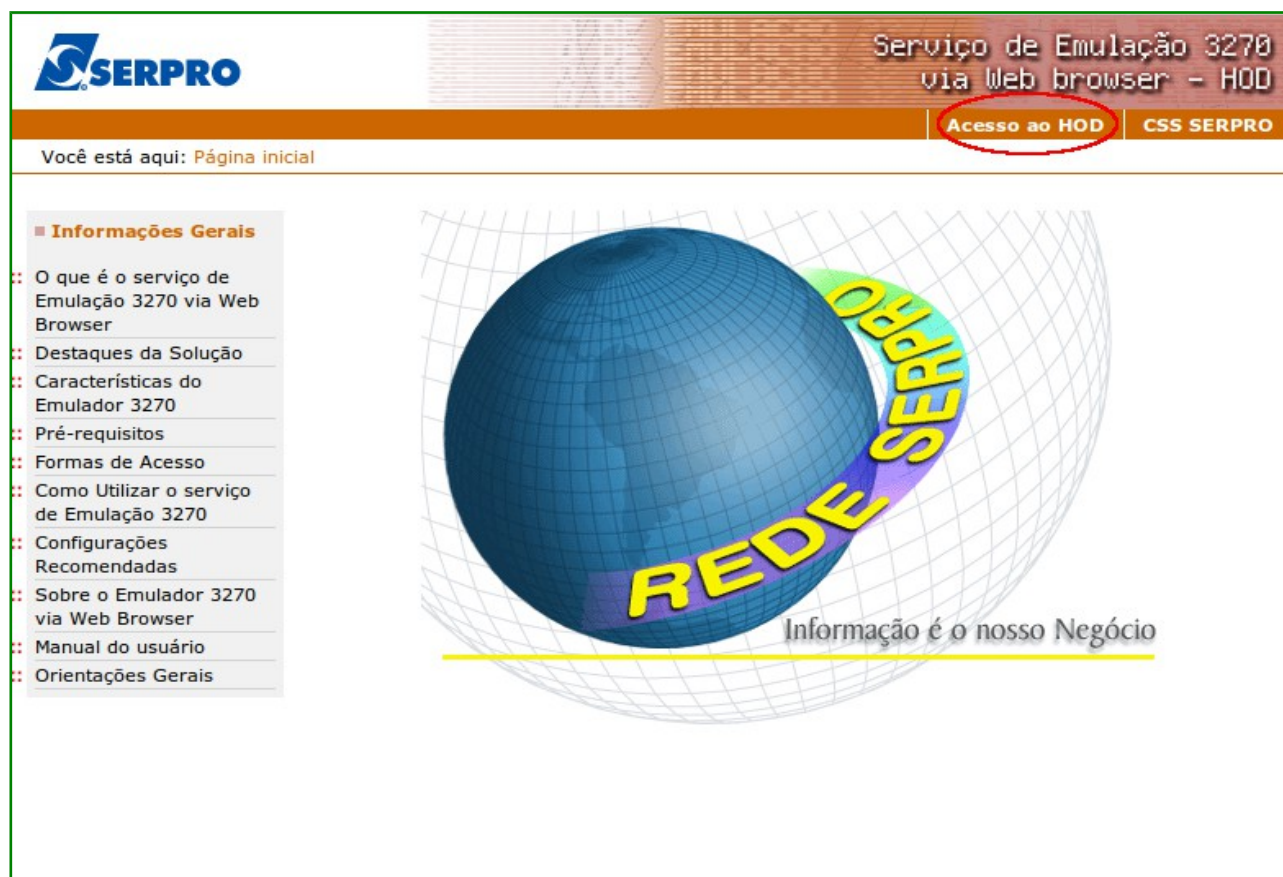 SERPRO
Serviço de Emulação 3270
via Web browser - HOD
Acesso ao HOD
CSS SERPRO
Você está aqui: Página inicial
Informações Gerais
:: O que é o serviço de
Emulação 3270 via Web
Browser
:: Destaques da Solução
:: Características do
Emulador 3270
:: Pré-requisitos
:: Formas de Acesso
:: Como Utilizar o serviço
de Emulação 3270
:: Configurações
Recomendadas
:: Sobre o Emulador 3270
via Web Browser
:: Manual do usuário
:: Orientações Gerais
REDE SERPRO
Informação é o nosso Negócio